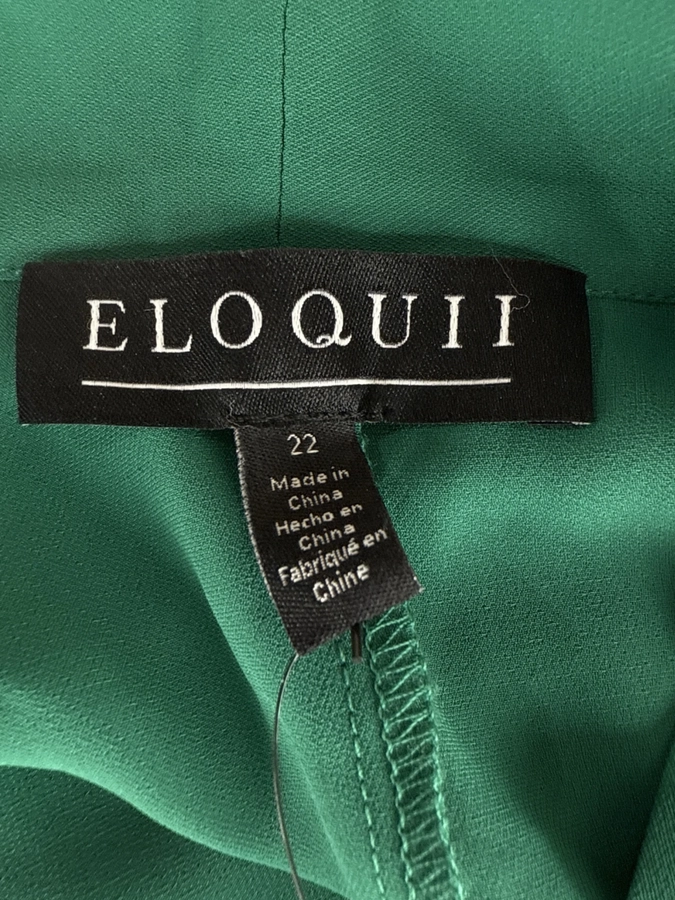 ELOQUII
22
Made in
China
Hecho en
China
Fabriqué en
Chine